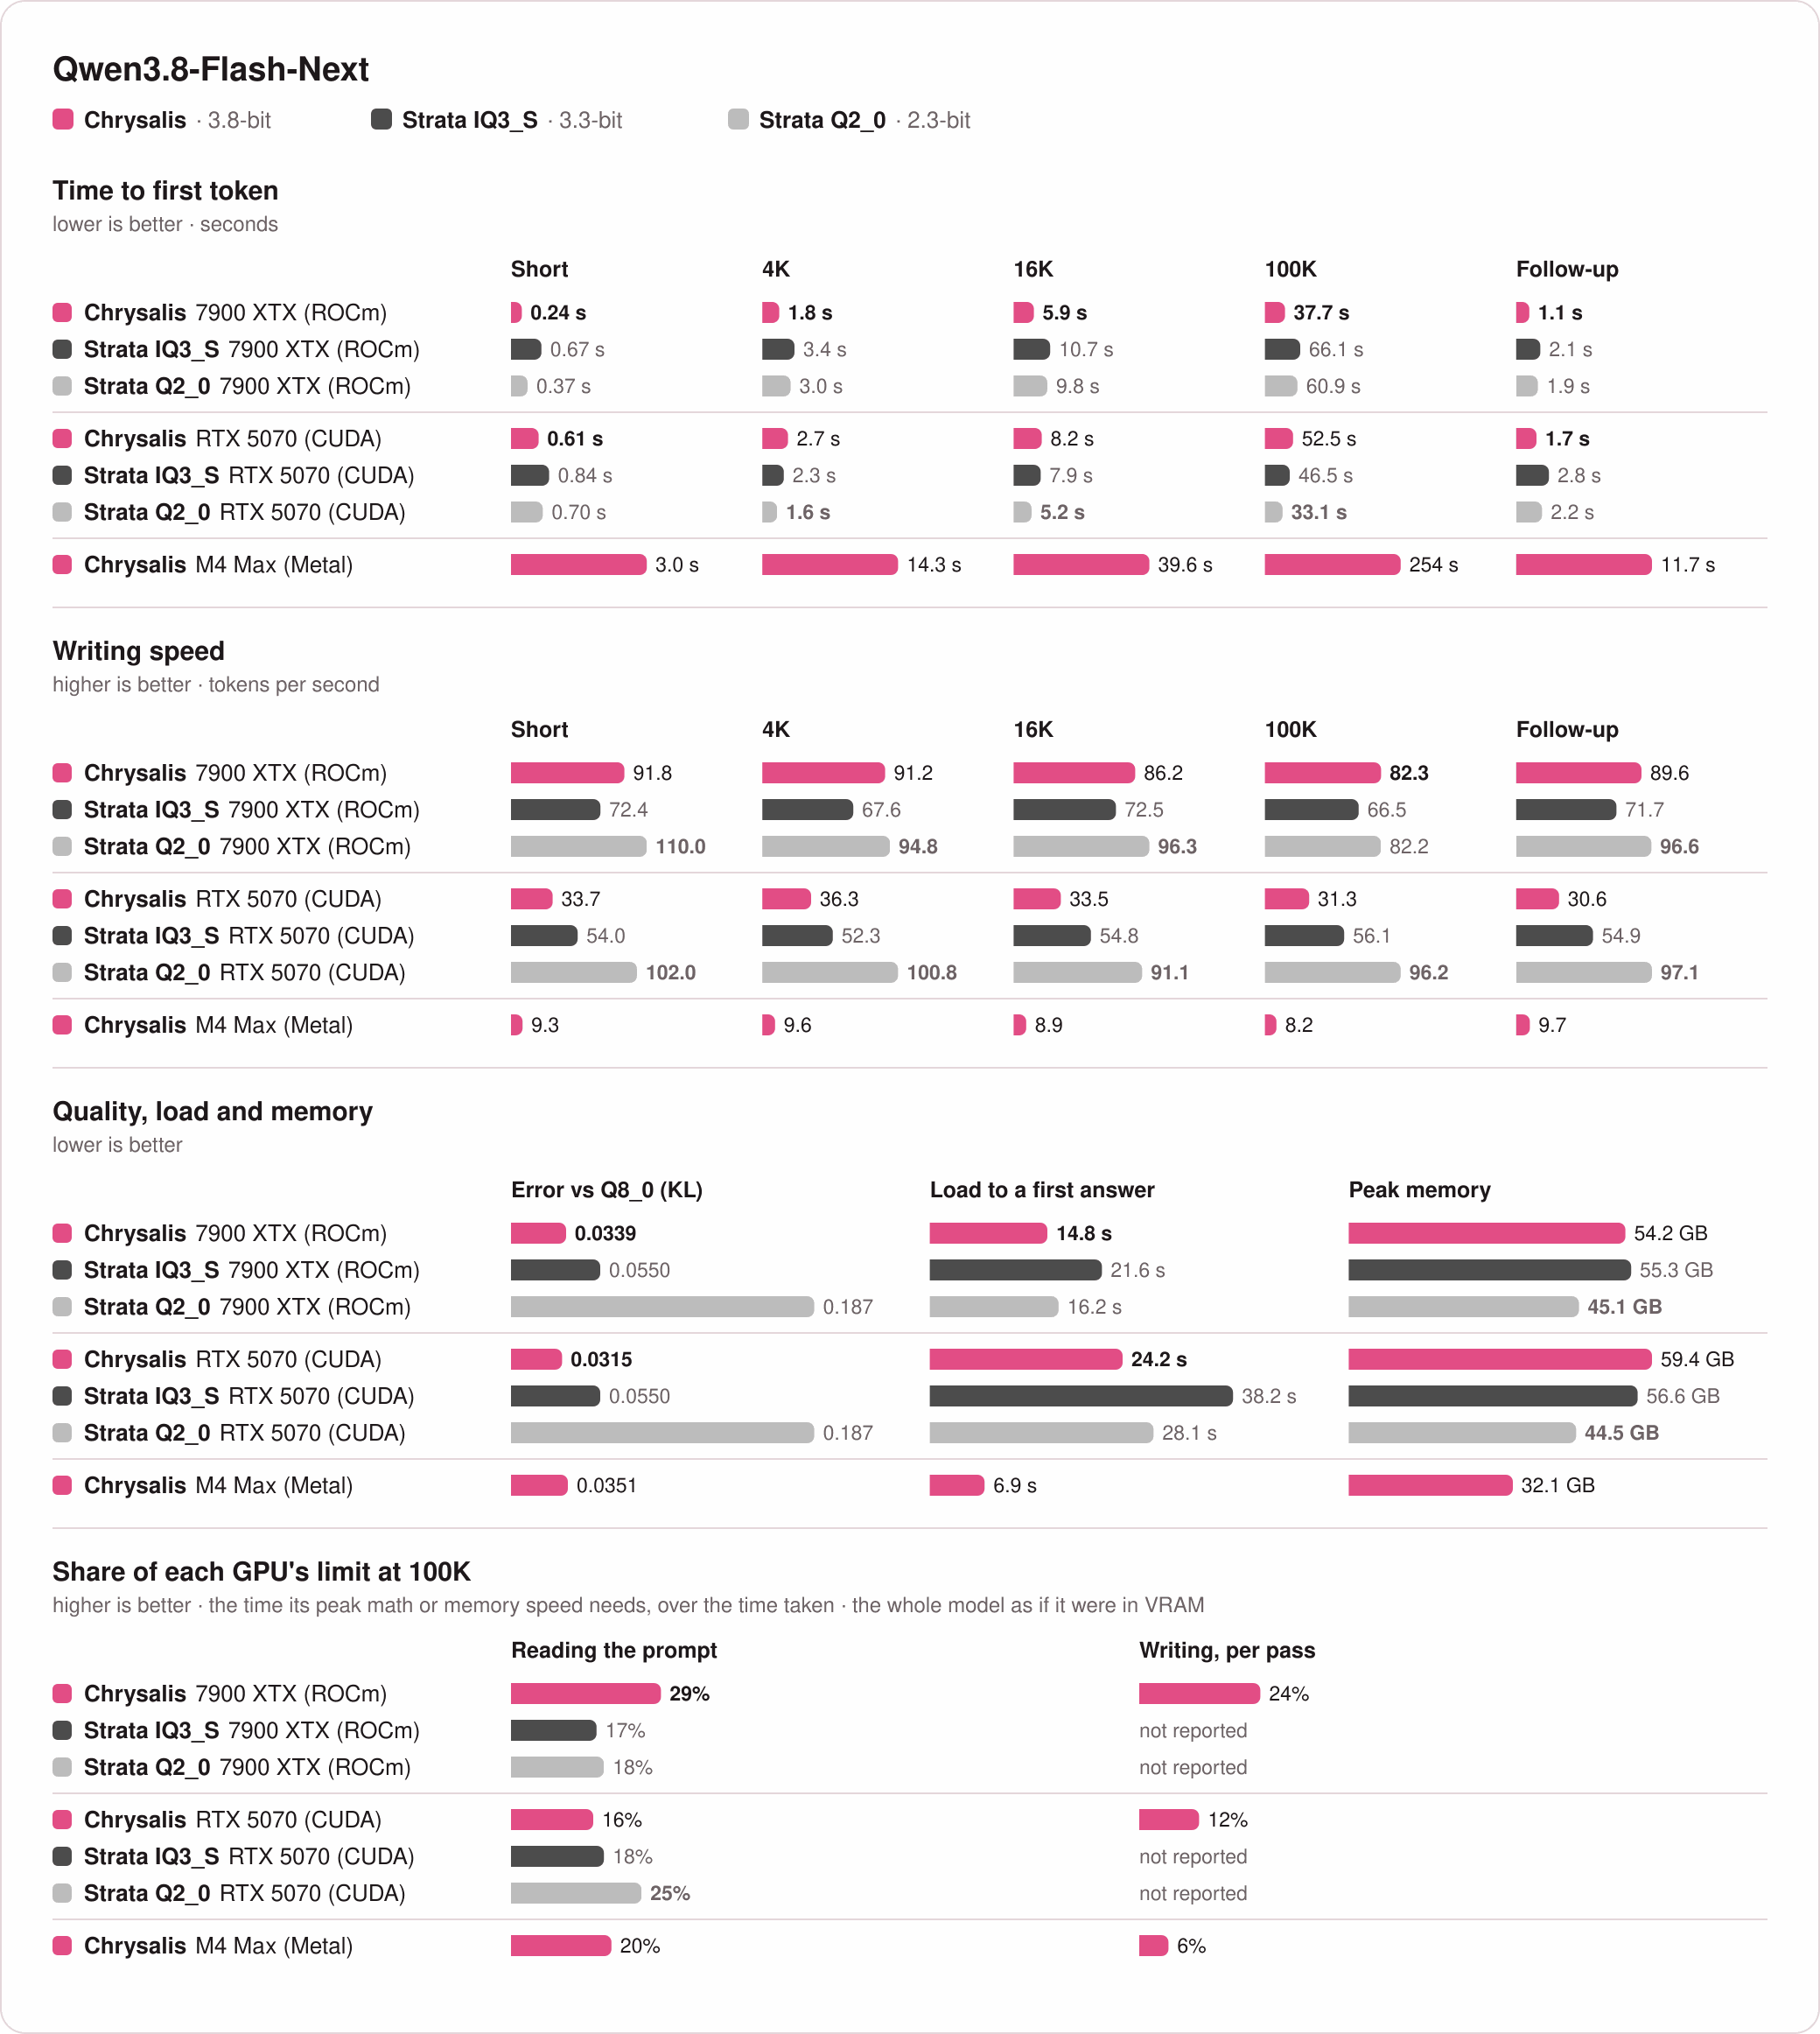 Qwen3.8-Flash-Next
Chrysalis · 3.8-bit Strata IQ3_S · 3.3-bit Strata Q2_0 · 2.3-bit
Time to first token
lower is better · seconds
Short 4K 16K 100K Follow-up
Chrysalis 7900 XTX (ROCm) 0.24 s 1.8 s 5.9 s 37.7 s 1.1 s
Strata IQ3_S 7900 XTX (ROCm) 0.67 s 3.4 s 10.7 s 66.1 s 2.1 s
Strata Q2_0 7900 XTX (ROCm) 0.37 s 3.0 s 9.8 s 60.9 s 1.9 s
Chrysalis RTX 5070 (CUDA) 0.61 s 2.7 s 8.2 s 52.5 s 1.7 s
Strata IQ3_S RTX 5070 (CUDA) 0.84 s 2.3 s 7.9 s 46.5 s 2.8 s
Strata Q2_0 RTX 5070 (CUDA) 0.70 s 1.6 s 5.2 s 33.1 s 2.2 s
Chrysalis M4 Max (Metal) 3.0 s 14.3 s 39.6 s 254 s 11.7 s
Writing speed
higher is better · tokens per second
Short 4K 16K 100K Follow-up
Chrysalis 7900 XTX (ROCm) 91.8 91.2 86.2 82.3 89.6
Strata IQ3_S 7900 XTX (ROCm) 72.4 67.6 72.5 66.5 71.7
Strata Q2_0 7900 XTX (ROCm) 110.0 94.8 96.3 82.2 96.6
Chrysalis RTX 5070 (CUDA) 33.7 36.3 33.5 31.3 30.6
Strata IQ3_S RTX 5070 (CUDA) 54.0 52.3 54.8 56.1 54.9
Strata Q2_0 RTX 5070 (CUDA) 102.0 100.8 91.1 96.2 97.1
Chrysalis M4 Max (Metal) 9.3 9.6 8.9 8.2 9.7
Quality, load and memory
lower is better
Error vs Q8_0 (KL) Load to a first answer Peak memory
Chrysalis 7900 XTX (ROCm) 0.0339 14.8 s 54.2 GB
Strata IQ3_S 7900 XTX (ROCm) 0.0550 21.6 s 55.3 GB
Strata Q2_0 7900 XTX (ROCm) 0.187 16.2 s 45.1 GB
Chrysalis RTX 5070 (CUDA) 0.0315 24.2 s 59.4 GB
Strata IQ3_S RTX 5070 (CUDA) 0.0550 38.2 s 56.6 GB
Strata Q2_0 RTX 5070 (CUDA) 0.187 28.1 s 44.5 GB
Chrysalis M4 Max (Metal) 0.0351 6.9 s 32.1 GB
Share of each GPU's limit at 100K
higher is better · the time its peak math or memory speed needs, over the time taken · the whole model as if it were in VRAM
Reading the prompt Writing, per pass
Chrysalis 7900 XTX (ROCm) 29% 24%
Strata IQ3_S 7900 XTX (ROCm) 17% not reported
Strata Q2_0 7900 XTX (ROCm) 18% not reported
Chrysalis RTX 5070 (CUDA) 16% 12%
Strata IQ3_S RTX 5070 (CUDA) 18% not reported
Strata Q2_0 RTX 5070 (CUDA) 25% not reported
Chrysalis M4 Max (Metal) 20% 6%